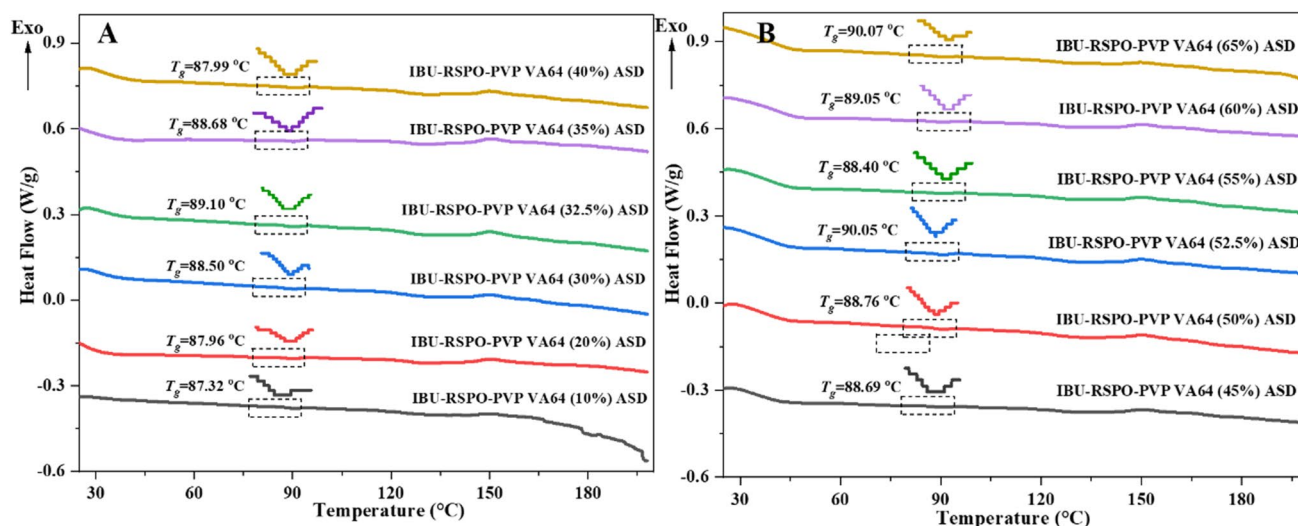 Exo
A
0.9
0.6
0.3
0.0
-0.3
-0.6
Heat Flow (W/g)
Tg=87.99 °C
IBU-RSPO-PVP VA64 (40%) ASD
Tg=88.68 °C
IBU-RSPO-PVP VA64 (35%) ASD
Tg=89.10 °C
IBU-RSPO-PVP VA64 (32.5%) ASD
Tg=88.50 °C
IBU-RSPO-PVP VA64 (30%) ASD
Tg=87.96 °C
IBU-RSPO-PVP VA64 (20%) ASD
Tg=87.32 °C
IBU-RSPO-PVP VA64 (10%) ASD
30 60 90 120 150 180
Temperature (°C)
Exo
B
0.9
0.6
0.3
0.0
-0.3
-0.6
Heat Flow (W/g)
Tg=90.07 °C
IBU-RSPO-PVP VA64 (65%) ASD
Tg=89.05 °C
IBU-RSPO-PVP VA64 (60%) ASD
Tg=88.40 °C
IBU-RSPO-PVP VA64 (55%) ASD
Tg=90.05 °C
IBU-RSPO-PVP VA64 (52.5%) ASD
Tg=88.76 °C
IBU-RSPO-PVP VA64 (50%) ASD
Tg=88.69 °C
IBU-RSPO-PVP VA64 (45%) ASD
30 60 90 120 150 180
Temperature (°C)